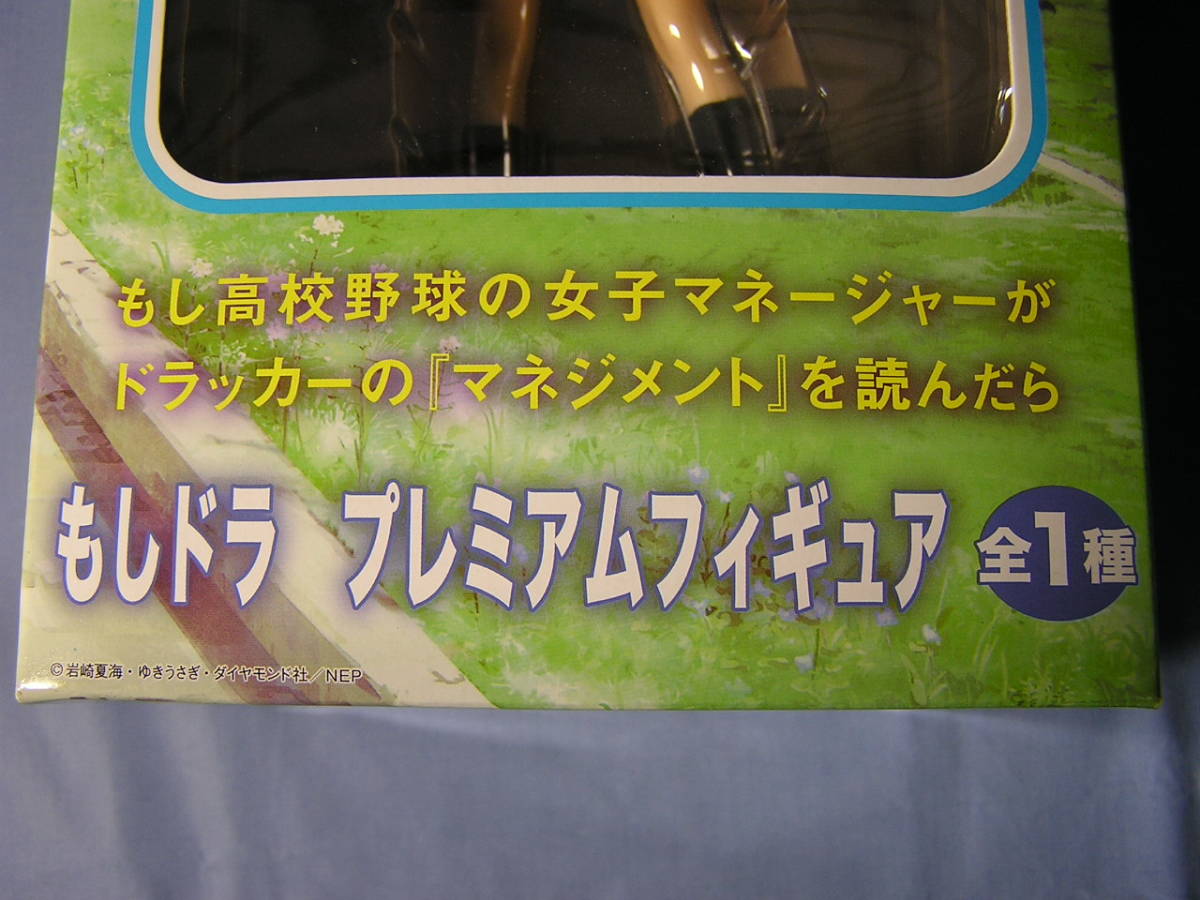 もし高校野球の女子マネージャーが
ドラッカーの『マネジメント』を読んだら
もしドラ プレミアムフィギュア 全1種
©岩崎夏海・ゆきうさぎ・ダイヤモンド社／NEP